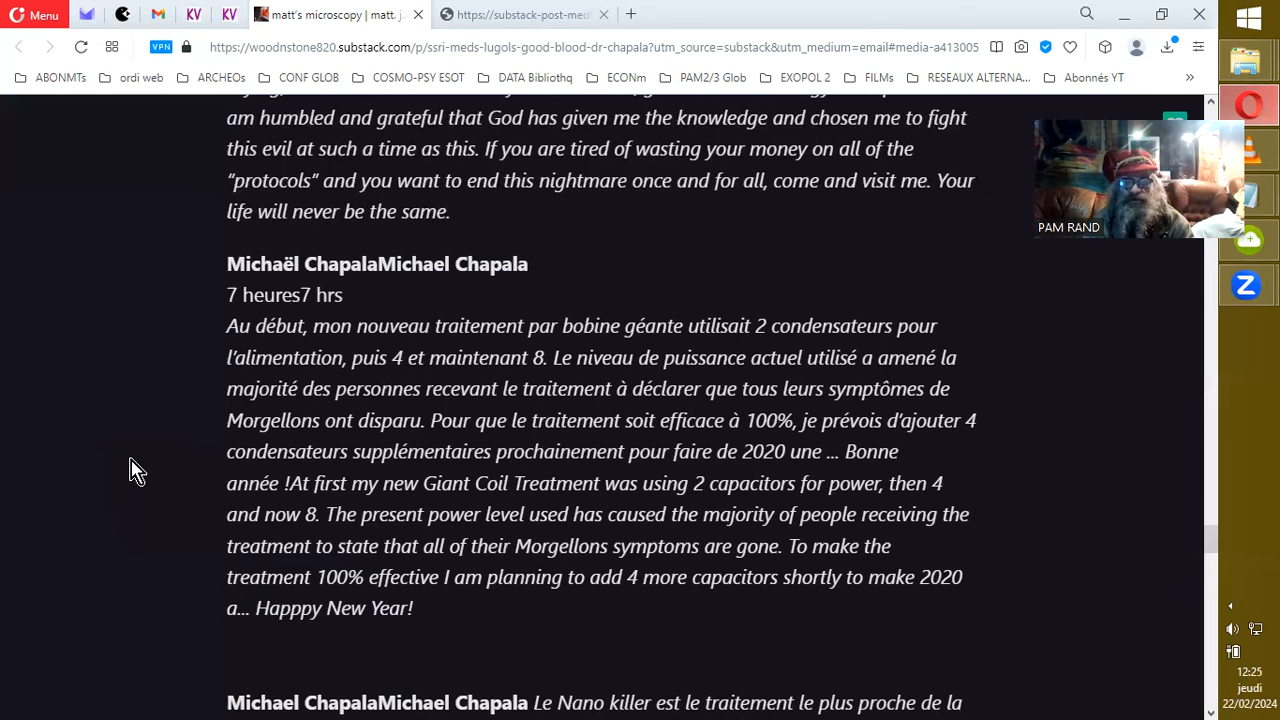 Menu
KV
KV
matt's microscopy | matt. j
https://substack-post-med
VPN
https://woodnstone820.substack.com/p/ssri-meds-lugols-good-blood-dr-chapala?utm_source=substack&utm_medium=email#media-a413005
ABONMTs
ordi web
ARCHEOs
CONF GLOB
COSMO-PSY ESOT
DATA Biblithq
ECONm
PAM2/3 Glob
EXOPOL 2
FILMs
RESEAUX ALTERNA...
Abonnés YT
»
am humbled and grateful that God has given me the knowledge and chosen me to fight
this evil at such a time as this. If you are tired of wasting your money on all of the
“protocols” and you want to end this nightmare once and for all, come and visit me. Your
life will never be the same.
PAM RAND
Michaël ChapalaMichael Chapala
7 heures7 hrs
Au début, mon nouveau traitement par bobine géante utilisait 2 condensateurs pour
l’alimentation, puis 4 et maintenant 8. Le niveau de puissance actuel utilisé a amené la
majorité des personnes recevant le traitement à déclarer que tous leurs symptômes de
Morgellons ont disparu. Pour que le traitement soit efficace à 100%, je prévois d’ajouter 4
condensateurs supplémentaires prochainement pour faire de 2020 une ... Bonne
année !At first my new Giant Coil Treatment was using 2 capacitors for power, then 4
and now 8. The present power level used has caused the majority of people receiving the
treatment to state that all of their Morgellons symptoms are gone. To make the
treatment 100% effective I am planning to add 4 more capacitors shortly to make 2020
a... Happpy New Year!
Michael ChapalaMichael Chapala Le Nano killer est le traitement le plus proche de la
12:25
jeudi
22/02/2024